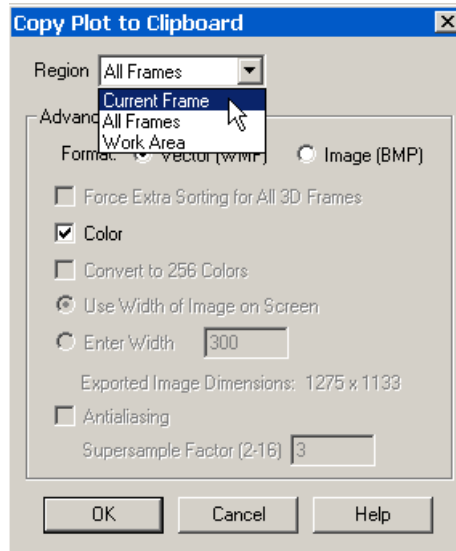 Copy Plot to Clipboard
Region All Frames
Current Frame
All Frames
Work Area
Format: Vector (WMF) Image (BMP)
Force Extra Sorting for All 3D Frames
Color
Convert to 256 Colors
Use Width of Image on Screen
Enter Width 300
Exported Image Dimensions: 1275 x 1133
Antialiasing
Supersample Factor (2-16) 3
OK Cancel Help